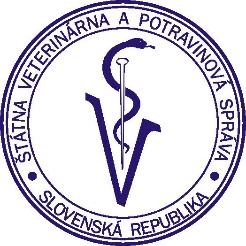 ŠTÁTNA VETERINÁRNA A POTRAVINOVÁ SPRÁVA
SLOVENSKÁ REPUBLIKA
V